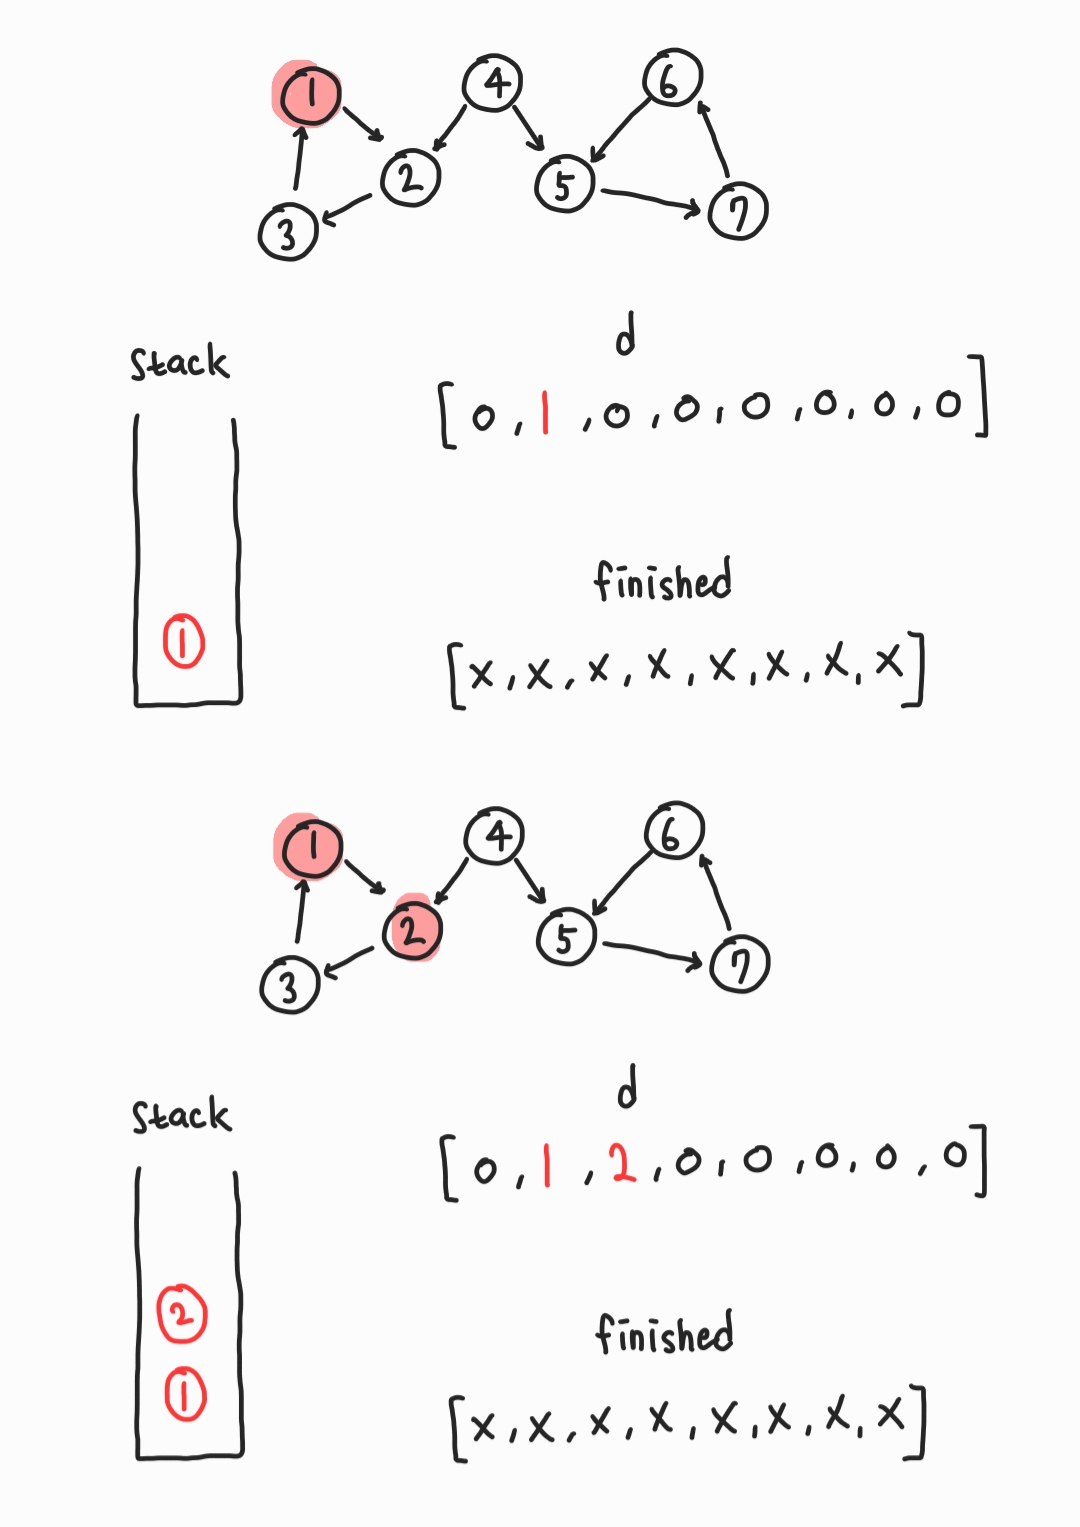 1 4 6
2 5 7
3
Stack
d
[0, 1, 0, 0, 0, 0, 0, 0]
finished
[x, x, x, x, x, x, x, x]
1
1 4 6
2 5 7
3
Stack
d
[0, 1, 2, 0, 0, 0, 0, 0]
2
finished
1
[x, x, x, x, x, x, x, x]